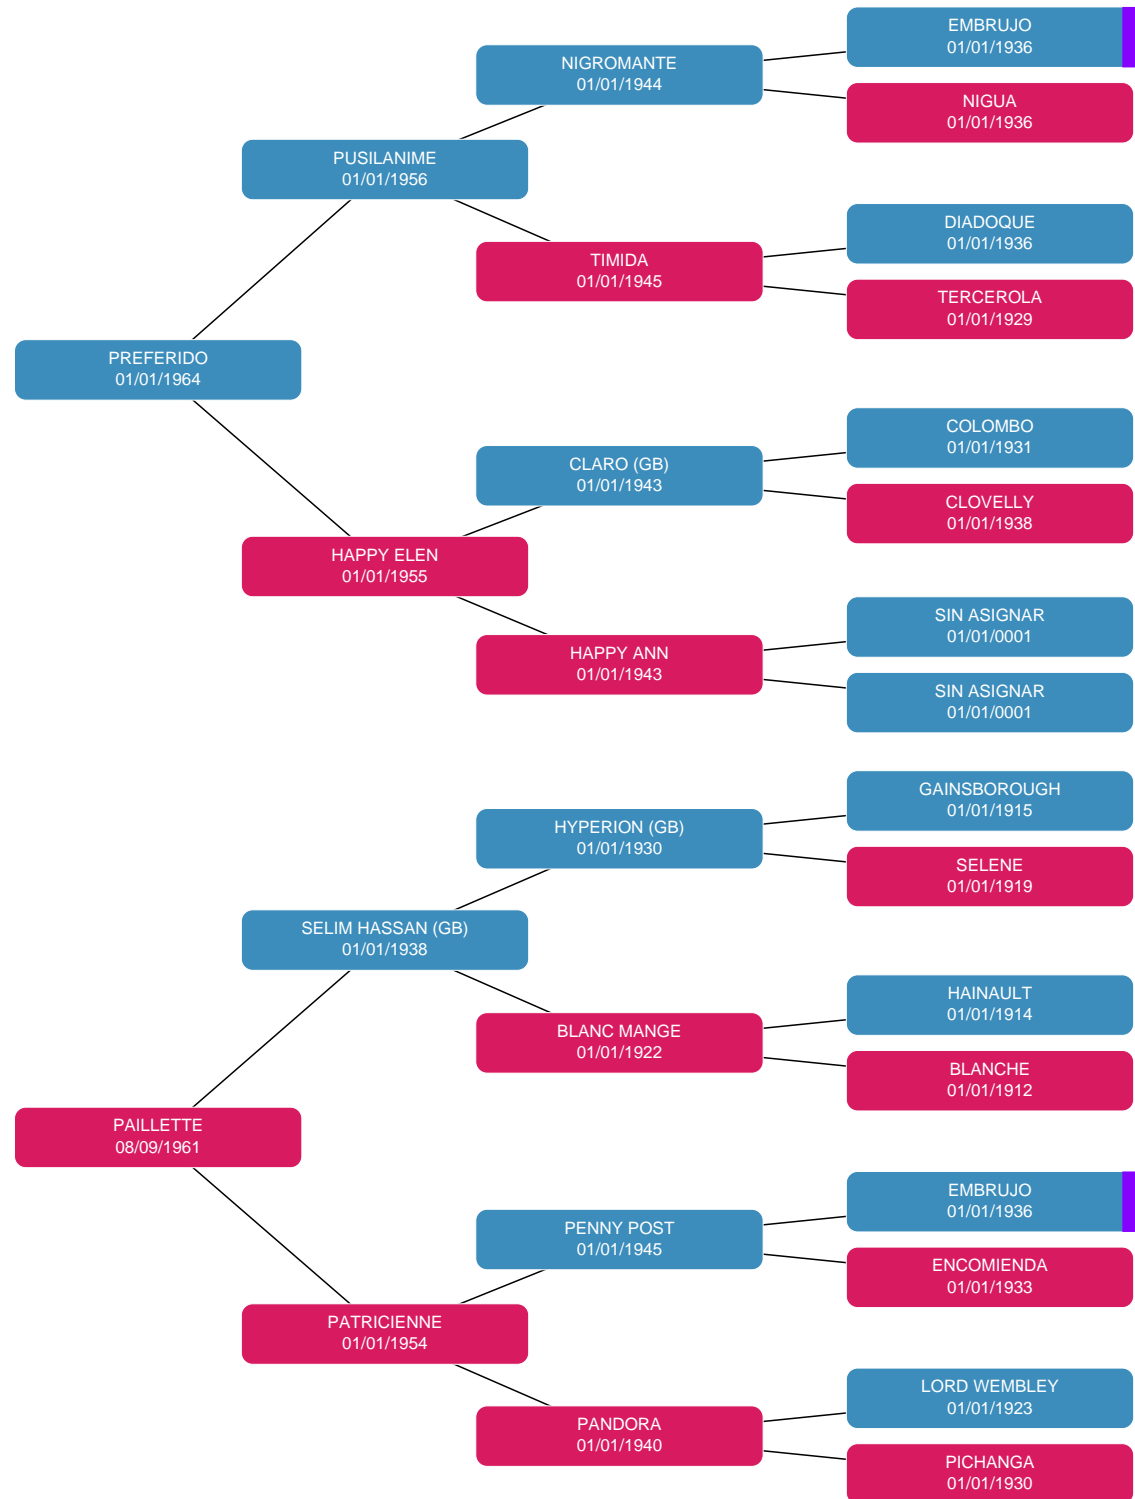 EMBRUJO
01/01/1936
NIGROMANTE
01/01/1944
NIGUA
01/01/1936
PUSILANIME
01/01/1956
DIADOQUE
01/01/1936
TIMIDA
01/01/1945
TERCEROLA
01/01/1929
PREFERIDO
01/01/1964
COLOMBO
01/01/1931
CLARO (GB)
01/01/1943
CLOVELLY
01/01/1938
HAPPY ELEN
01/01/1955
SIN ASIGNAR
01/01/0001
HAPPY ANN
01/01/1943
SIN ASIGNAR
01/01/0001
GAINSBOROUGH
01/01/1915
HYPERION (GB)
01/01/1930
SELENE
01/01/1919
SELIM HASSAN (GB)
01/01/1938
HAINAULT
01/01/1914
BLANC MANGE
01/01/1922
BLANCHE
01/01/1912
PAILLETTE
08/09/1961
EMBRUJO
01/01/1936
PENNY POST
01/01/1945
ENCOMIENDA
01/01/1933
PATRICIENNE
01/01/1954
LORD WEMBLEY
01/01/1923
PANDORA
01/01/1940
PICHANGA
01/01/1930